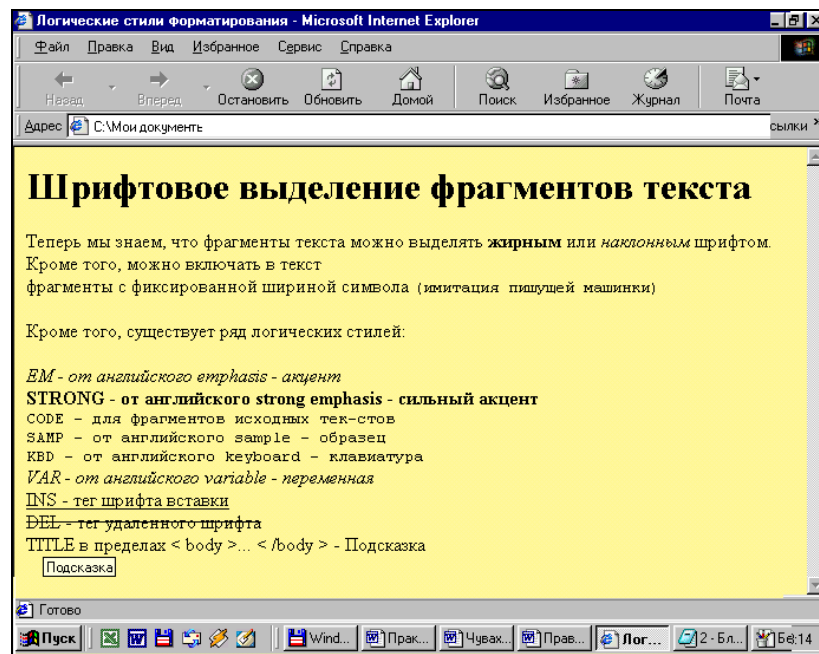 Логические стили форматирования - Microsoft Internet Explorer
Файл Правка Вид Избранное Сервис Справка
Назад Вперед Остановить Обновить Домой Поиск Избранное Журнал Почта
Адрес C:\Мои документь сылки
Шрифтовое выделение фрагментов текста
Теперь мы знаем, что фрагменты текста можно выделять жирным или наклонным шрифтом.
Кроме того, можно включать в текст
фрагменты с фиксированной шириной символа (имитация пишущей машинки)
Кроме того, существует ряд логических стилей:
EM - от английского emphasis - акцент
STRONG - от английского strong emphasis - сильный акцент
CODE - для фрагментов исходных тек-стов
SAMP - от английского sample - образец
KBD - от английского keyboard - клавиатура
VAR - от английского variable - переменная
INS - тег шрифта вставки
DEL - тег удаленного шрифта
TITLE в пределах < body >... < /body > - Подсказка
Подсказка
Готово
Пуск Wind... Прак... Чувах... Прав... Лог... 2 - Бл... :14